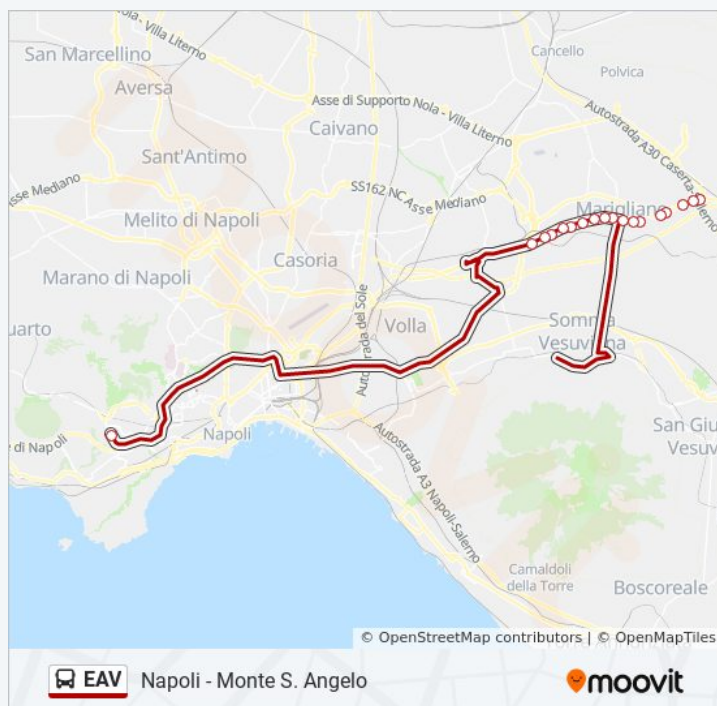 Nola - Villa Literno
San Marcellino
Cancello
Polvica
Aversa
Asse di Supporto Nola - Villa Literno
Autostrada A30 Caserta-
Caivano
Sant'Antimo
SS162 NC Asse Mediano
Asse Mediano
Marigliano
Melito di Napoli
Casoria
Marano di Napoli
Autostrada del Sole
Volla
Somma
Vesuviana
Napoli
di Napoli
San Giu
Vesuv
Autostrada A3 Napoli-Salerno
Camaldoli
della Torre
Boscoreale
© OpenStreetMap contributors | © OpenMapTiles
EAV
Napoli - Monte S. Angelo
moovit